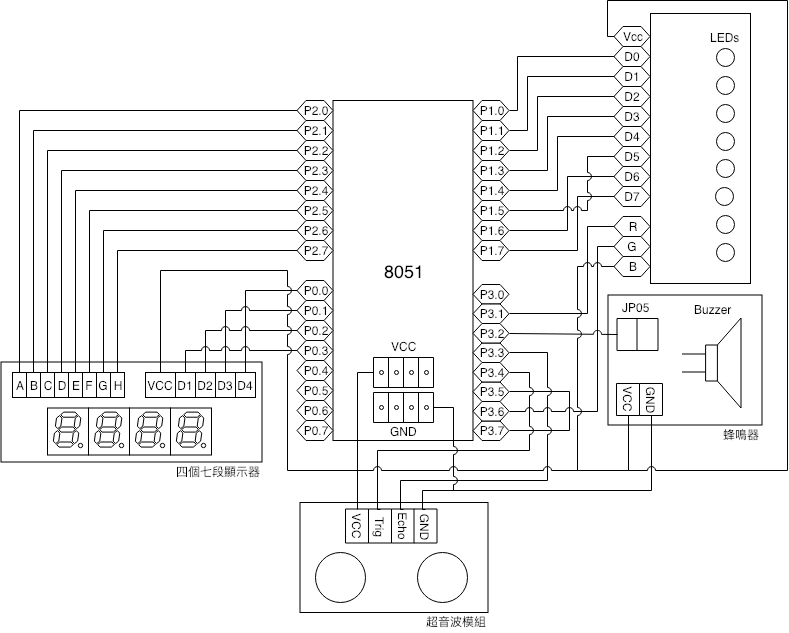 Vcc
D0
D1
D2
D3
D4
D5
D6
D7
R
G
B
LEDs
P2.0
P2.1
P2.2
P2.3
P2.4
P2.5
P2.6
P2.7
P0.0
P0.1
P0.2
P0.3
P0.4
P0.5
P0.6
P0.7
8051
VCC
GND
P1.0
P1.1
P1.2
P1.3
P1.4
P1.5
P1.6
P1.7
P3.0
P3.1
P3.2
P3.3
P3.4
P3.5
P3.6
P3.7
JP05
Buzzer
VCC
GND
蜂鳴器
A B C D E F G H
VCC D1 D2 D3 D4
8.8.8.8.
四個七段顯示器
VCC
Trig
Echo
GND
超音波模組